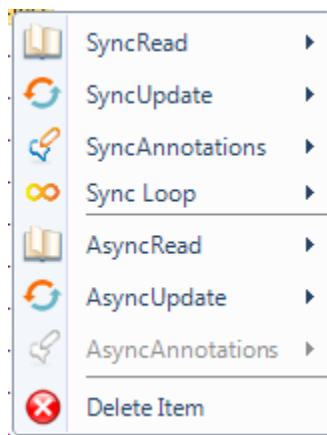 SyncRead
SyncUpdate
SyncAnnotations
Sync Loop
AsyncRead
AsyncUpdate
AsyncAnnotations
Delete Item